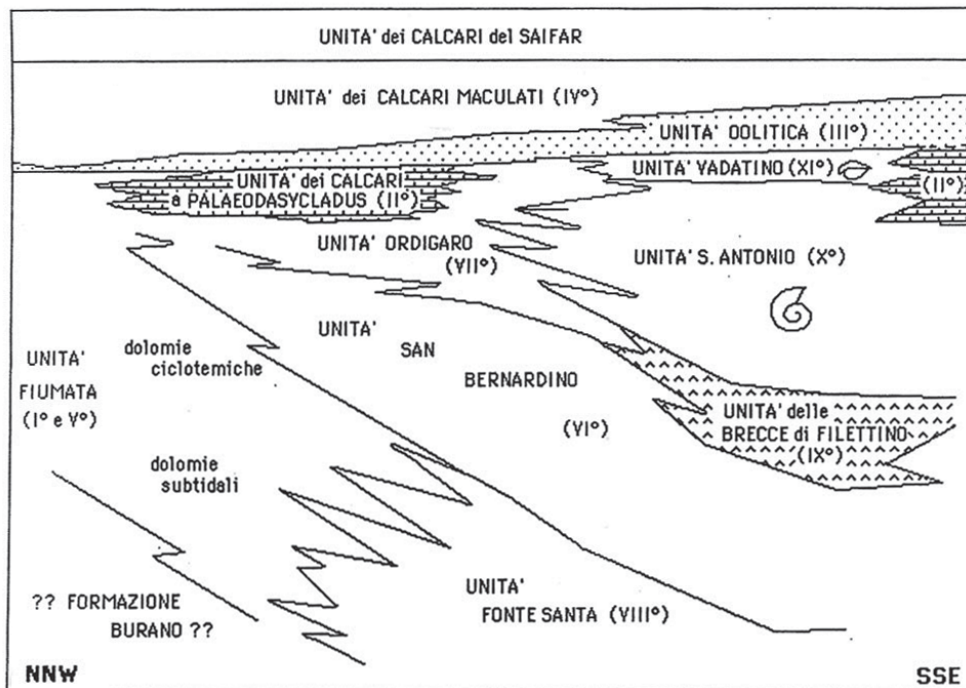 UNITA' dei CALCARI del SAIFAR
UNITA' dei CALCARI MACULATI (IV°)
UNITA' OOLITICA (III°)
UNITA' VADATINO (XI°)
UNITA' dei CALCARI
a PALAEODASYCLADUS (II°)
(II°)
UNITA' ORDIGARO
(VII°)
UNITA' S. ANTONIO (X°)
UNITA'
SAN
BERNARDINO
(VI°)
dolomie
ciclotemiche
UNITA'
FIUMATA
(I° e V°)
UNITA' delle
BRECCE di FILETTINO
(IX°)
dolomie
subtidali
UNITA'
FONTE SANTA (VIII°)
?? FORMAZIONE
BURANO ??
NNW
SSE